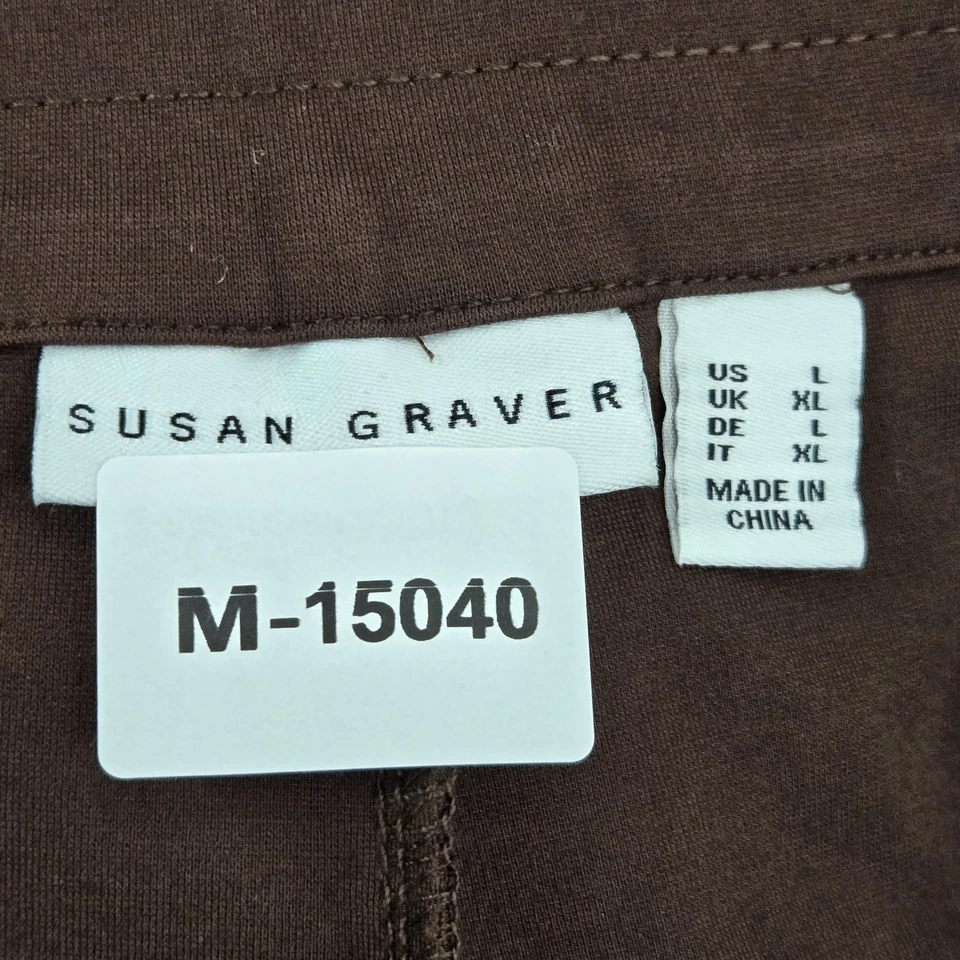 SUSAN GRAVER
US L
UK XL
DE L
IT XL
MADE IN
CHINA
M-15040